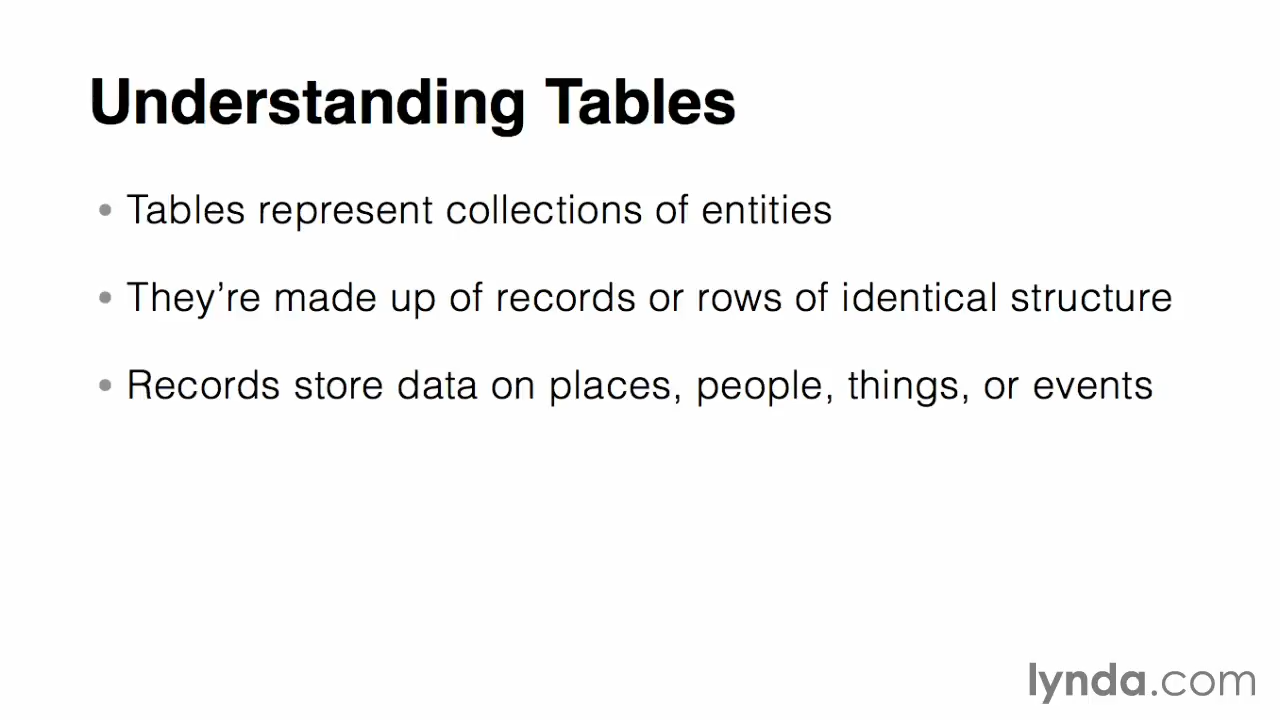 Understanding Tables
• Tables represent collections of entities
• They’re made up of records or rows of identical structure
• Records store data on places, people, things, or events
lynda.com